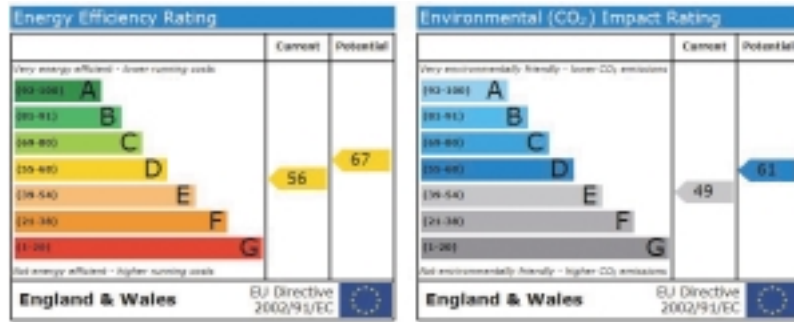 Energy Efficiency Rating
Current Potential
Very energy efficient - lower running costs
(92-100) A
(81-91) B
(69-80) C
(55-68) D
(39-54) E
(21-38) F
(1-20) G
56
67
Not energy efficient - higher running costs
England & Wales
EU Directive
2002/91/EC
Environmental (CO₂) Impact Rating
Current Potential
Very environmentally friendly - lower CO₂ emissions
(92-100) A
(81-91) B
(69-80) C
(55-68) D
(39-54) E
(21-38) F
(1-20) G
49
61
Not environmentally friendly - higher CO₂ emissions
England & Wales
EU Directive
2002/91/EC